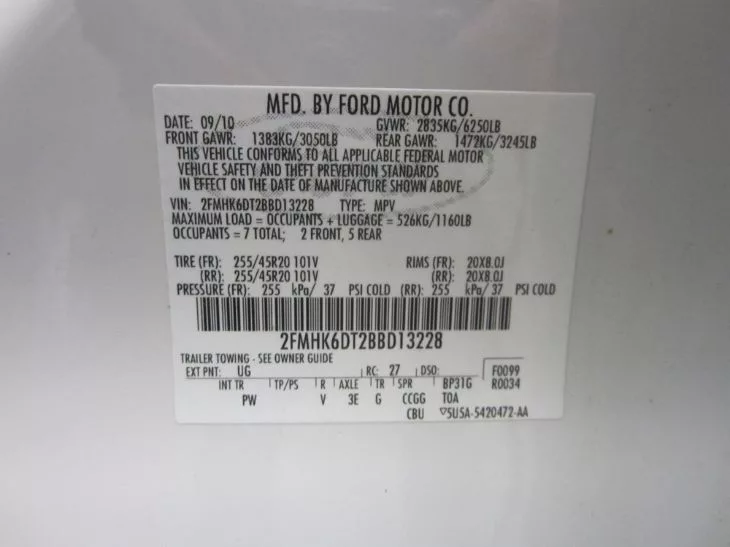 MFD. BY FORD MOTOR CO.
DATE: 09/10 GVWR: 2835KG/6250LB
FRONT GAWR: 1383KG/3050LB REAR GAWR: 1472KG/3245LB
THIS VEHICLE CONFORMS TO ALL APPLICABLE FEDERAL MOTOR
VEHICLE SAFETY AND THEFT PREVENTION STANDARDS
IN EFFECT ON THE DATE OF MANUFACTURE SHOWN ABOVE.
VIN: 2FMHK6DT2BBD13228 TYPE: MPV
MAXIMUM LOAD = OCCUPANTS + LUGGAGE = 526KG/1160LB
OCCUPANTS = 7 TOTAL; 2 FRONT, 5 REAR
TIRE (FR): 255/45R20 101V RIMS (FR): 20X8.0J
(RR): 255/45R20 101V (RR): 20X8.0J
PRESSURE (FR): 255 kPa/ 37 PSI COLD (RR): 255 kPa/ 37 PSI COLD
2FMHK6DT2BBD13228
TRAILER TOWING - SEE OWNER GUIDE
EXT PNT: UG RC: 27 DSO: F0099
INT TR TP/PS R AXLE TR SPR BP31G R0034
PW V 3E G CCGG TOA
CBU ▽5U5A-5420472-AA